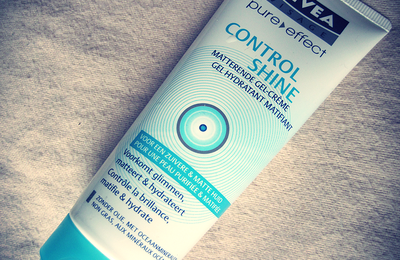 NIVEA
pure effect
CONTROL
SHINE
MATTERENDE GEL-CRÈME
GEL HYDRATANT MATIFIANT
VOOR EEN ZUIVERE & MATTE HUID
POUR UNE PEAU PURIFIÉE & MATIFIÉE
Voorkomt glimmen,
matteert & hydrateert
Contrôle la brillance,
matifie & hydrate
ZONDER OLIE, MET OCEAANMINERALEN
NON GRAS, AUX MINÉRAUX OCÉ